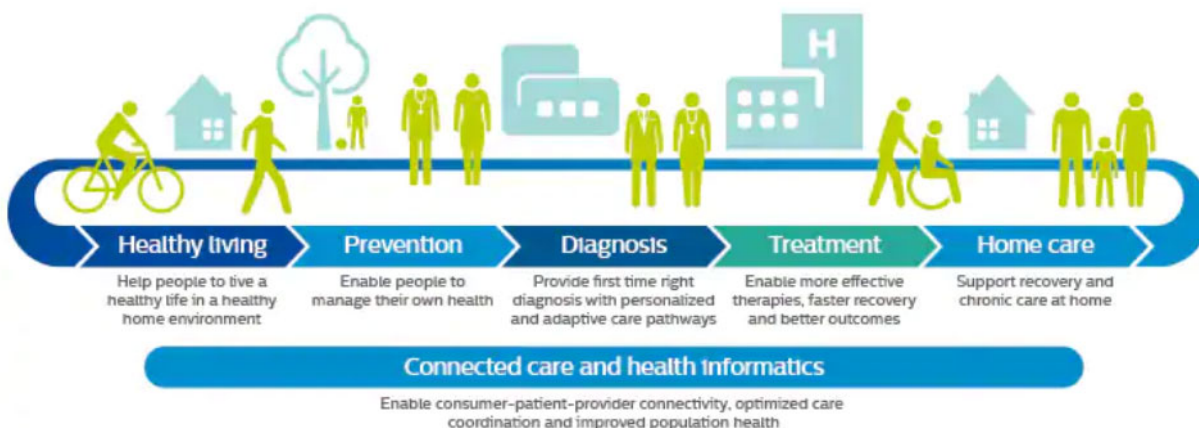 H
Healthy living
Prevention
Diagnosis
Treatment
Home care
Help people to live a
healthy life in a healthy
home environment
Enable people to
manage their own health
Provide first time right
diagnosis with personalized
and adaptive care pathways
Enable more effective
therapies, faster recovery
and better outcomes
Support recovery and
chronic care at home
Connected care and health informatics
Enable consumer-patient-provider connectivity, optimized care
coordination and improved population health